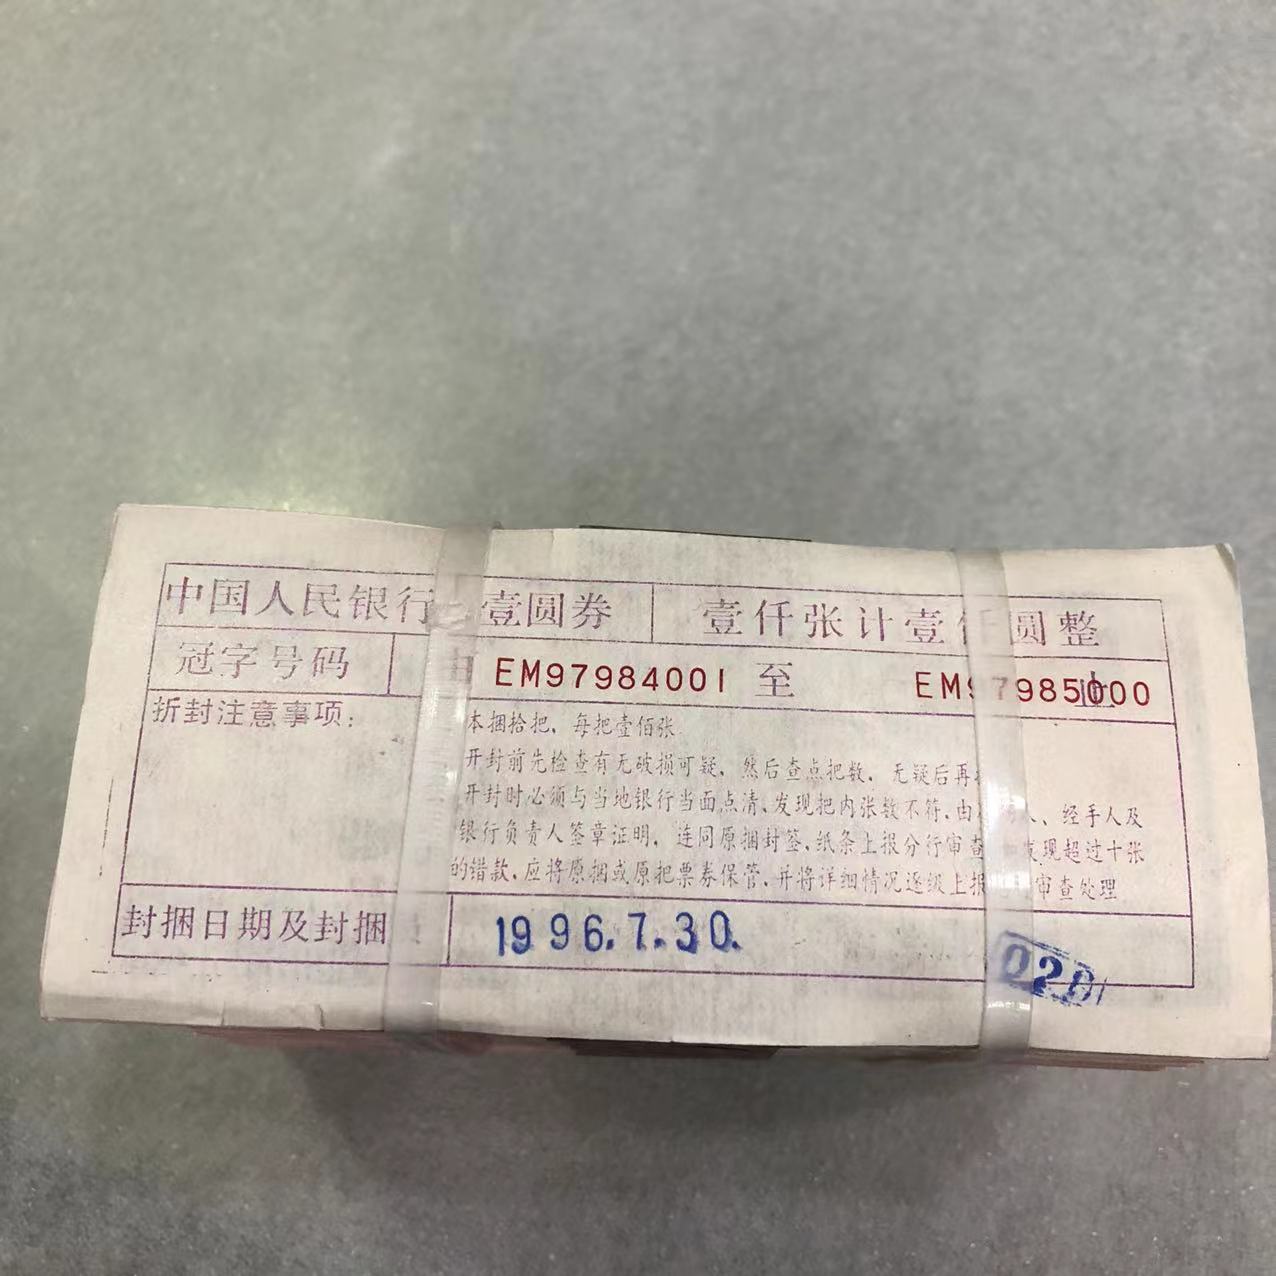 中国人民银行 壹圆券 壹仟张计壹仟圆整
冠字号码 由 EM97984001 至 EM97985000
折封注意事项:
本捆拾把，每把壹佰张
开封前先检查有无破损可疑，然后查点把数，无疑后再
开封时必须与当地银行当面点清、发现把内张数不符，由 人、经手人及
银行负责人签章证明，连同原捆封签、纸条上报分行审查 发现超过十张
的错款，应将原捆或原把票券保管，并将详细情况逐级上报 审查处理
封捆日期及封捆 1996.7.30.